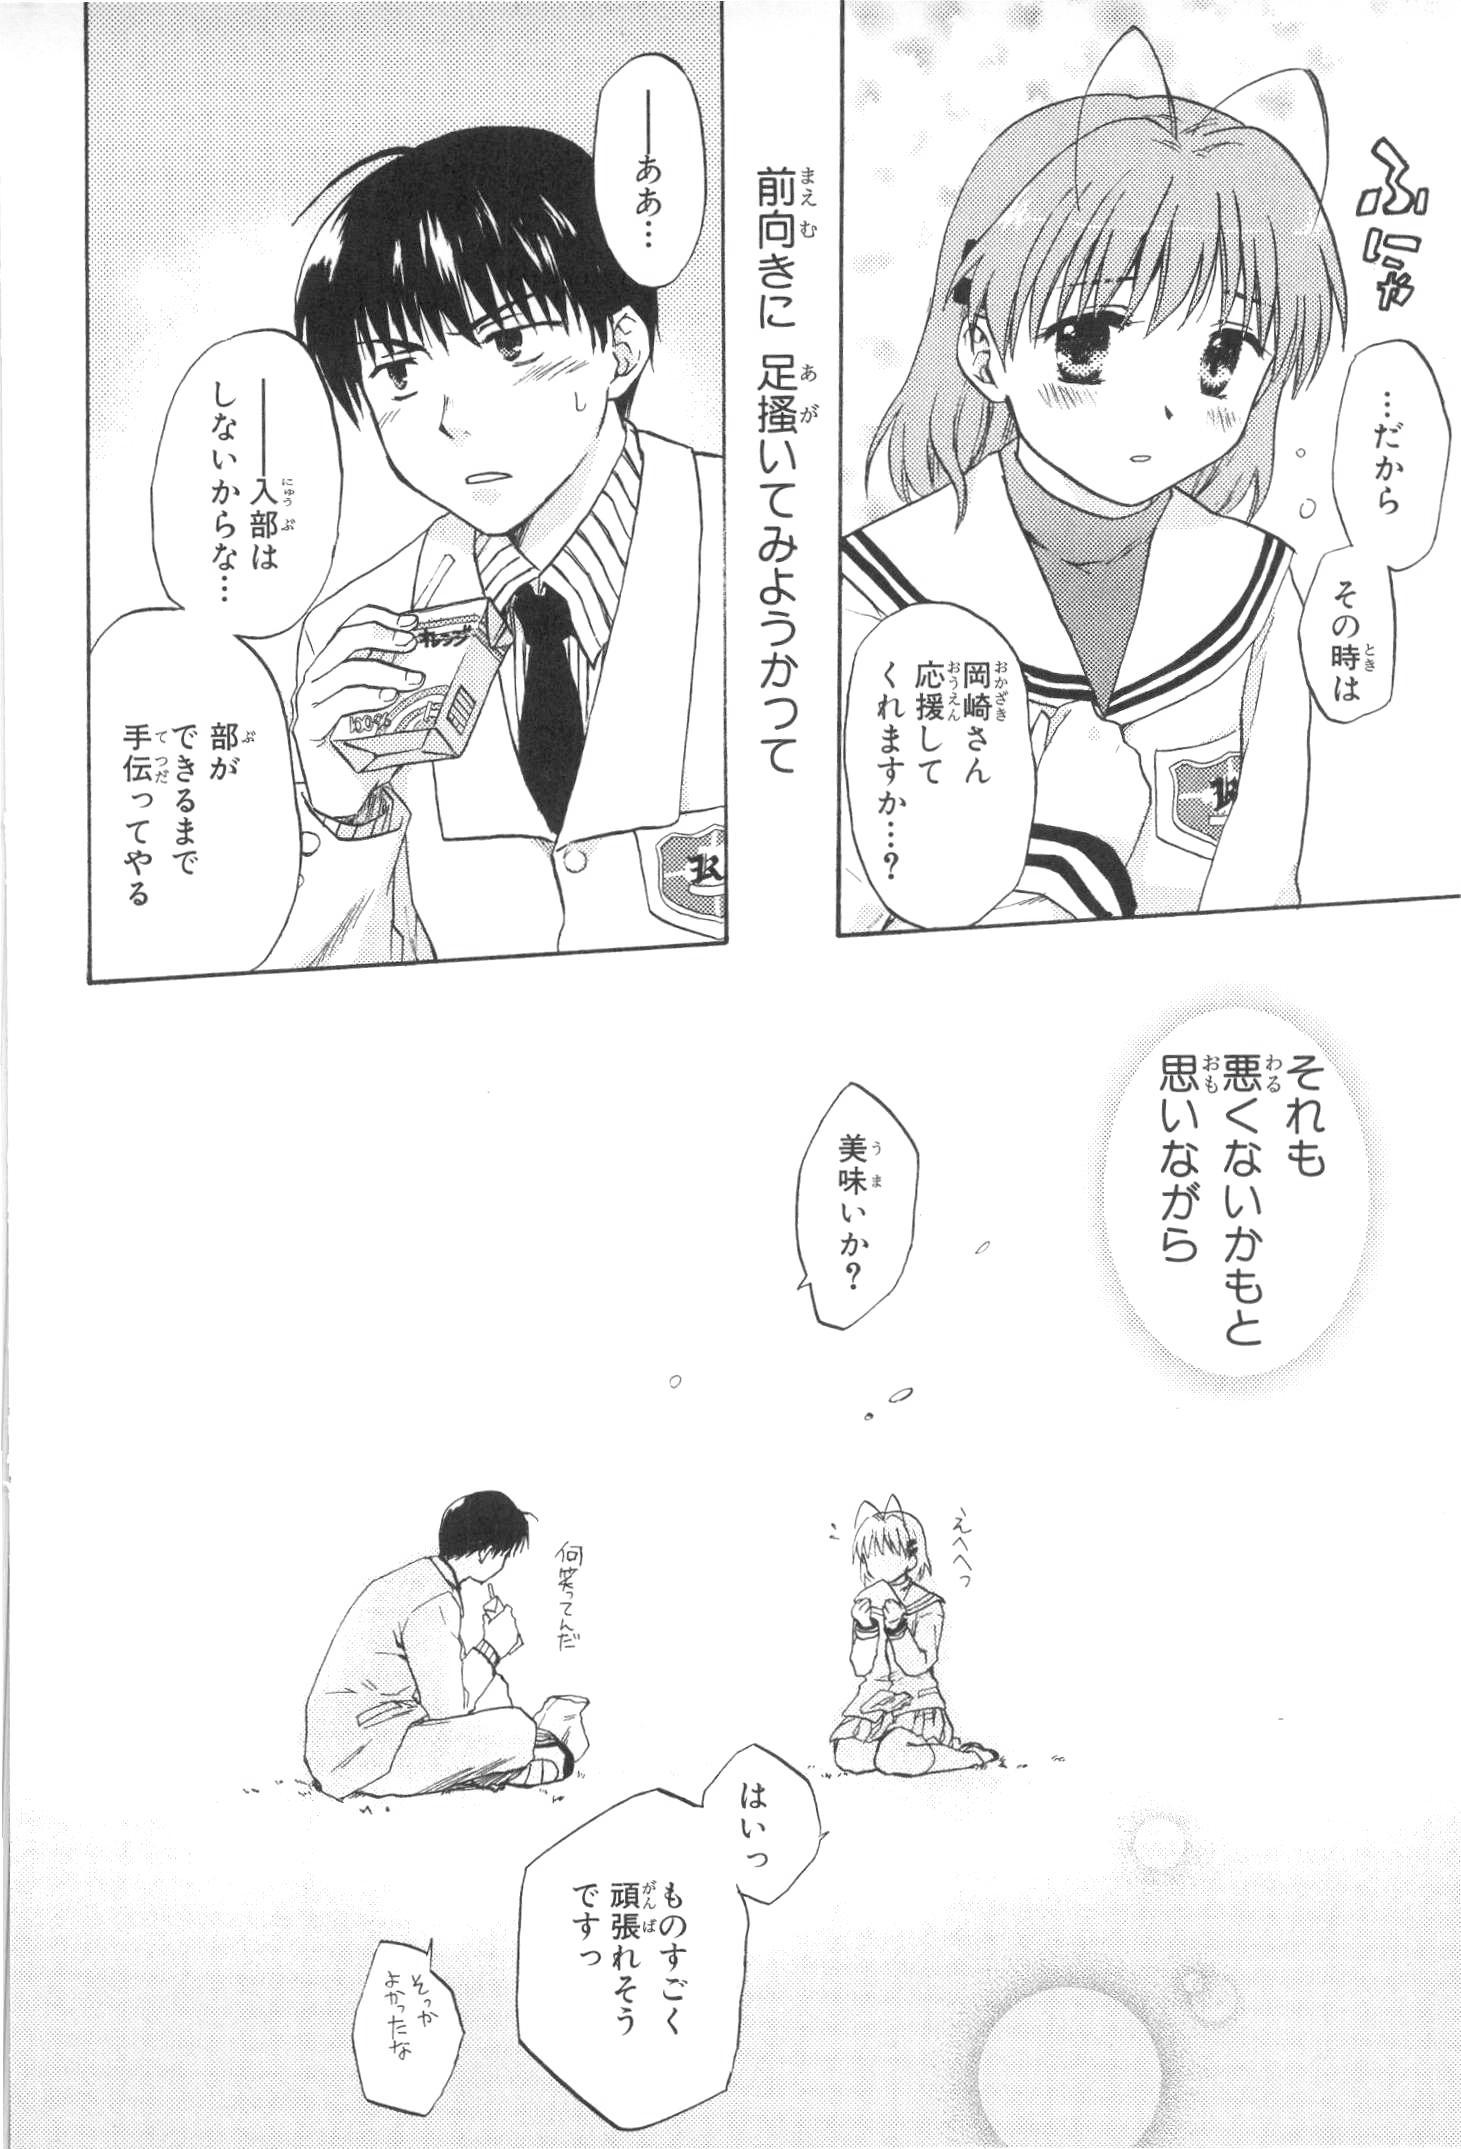 ふにゃ
…だから
その時は
岡崎さん
応援して
くれますか…?
前向きに 足掻いてみようかって
――ああ…
――入部は
しないからな…
部が
できるまで
手伝ってやる
オレンジ
100%
それも
悪くないかもと
思いながら
美味いか?
えへへっ
何笑ってんだ
はいっ
ものすごく
頑張れそう
ですっ
そっか
よかったな